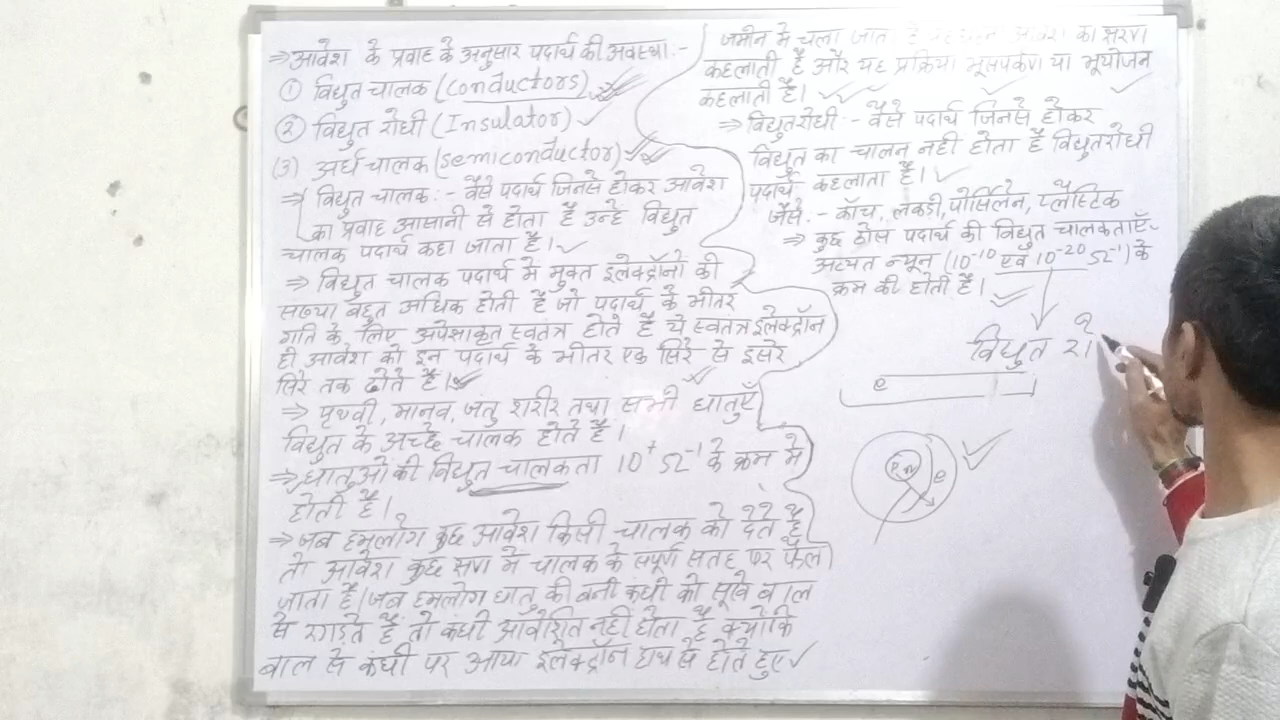 ⇒ आवेश के प्रवाह के अनुसार पदार्थ की अवस्था:-
① विद्युत चालक (conductors)
② विद्युत रोधी (Insulator)
(3) अर्ध चालक (semiconductor)
⇒ विद्युत चालक:- वैसे पदार्थ जिनसे होकर आवेश
का प्रवाह आसानी से होता है उन्हे विद्युत
चालक पदार्थ कहा जाता है।
⇒ विद्युत चालक पदार्थ में मुक्त इलेक्ट्रॉनो की
संख्या बहुत अधिक होती है जो पदार्थ के भीतर
गति के लिए अपेक्षाकृत स्वतंत्र होते है ये स्वतंत्र इलेक्ट्रॉन
ही आवेश को इन पदार्थ के भीतर एक सिरे से दुसरे
सिरे तक ढोते है।
⇒ पृथ्वी, मानव, जंतु शरीर तथा सभी धातुएँ
विद्युत के अच्छे चालक होते है।
⇒ धातुओ की विद्युत चालकता 10⁺ Ω⁻¹ के क्रम मे
होती है।
⇒ जब हमलोग कुछ आवेश किसी चालक को देते है
तो आवेश कुछ क्षण मे चालक के संपूर्ण सतह पर फैल
जाता है। जब हमलोग धातु की बनी कंघी को सूखे बाल
से रगड़ते है तो कंघी आवेशित नही होता है क्योकि
बाल से कंघी पर आया इलेक्ट्रॉन हाथ से होते हुए
जमीन मे चला जाता है का क्षरण
कहलाती है और यह प्रक्रिया भूसंपर्कण या भूयोजन
कहलाती है।
⇒ विद्युतरोधी:- वैसे पदार्थ जिनसे होकर
विद्युत का चालन नही होता है विद्युतरोधी
पदार्थ कहलाता है।
जैसे:- काँच, लकड़ी, पोर्सिलेन, प्लैस्टिक
⇒ कुछ ठोस पदार्थ की विद्युत चालकताएँ
अत्यंत न्यून (10⁻¹⁰ एवं 10⁻²⁰ Ω⁻¹) के
क्रम की होती है।
विद्युत
e
P, n
e